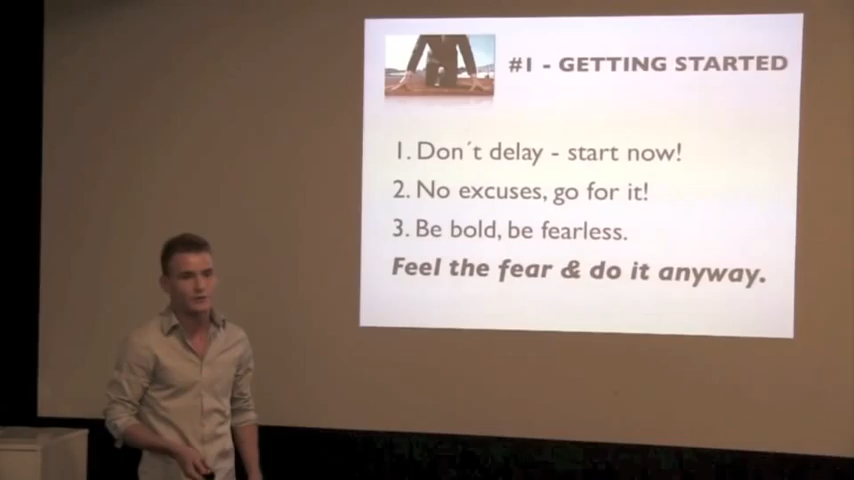 #1 - GETTING STARTED
1. Don´t delay - start now!
2. No excuses, go for it!
3. Be bold, be fearless.
Feel the fear & do it anyway.